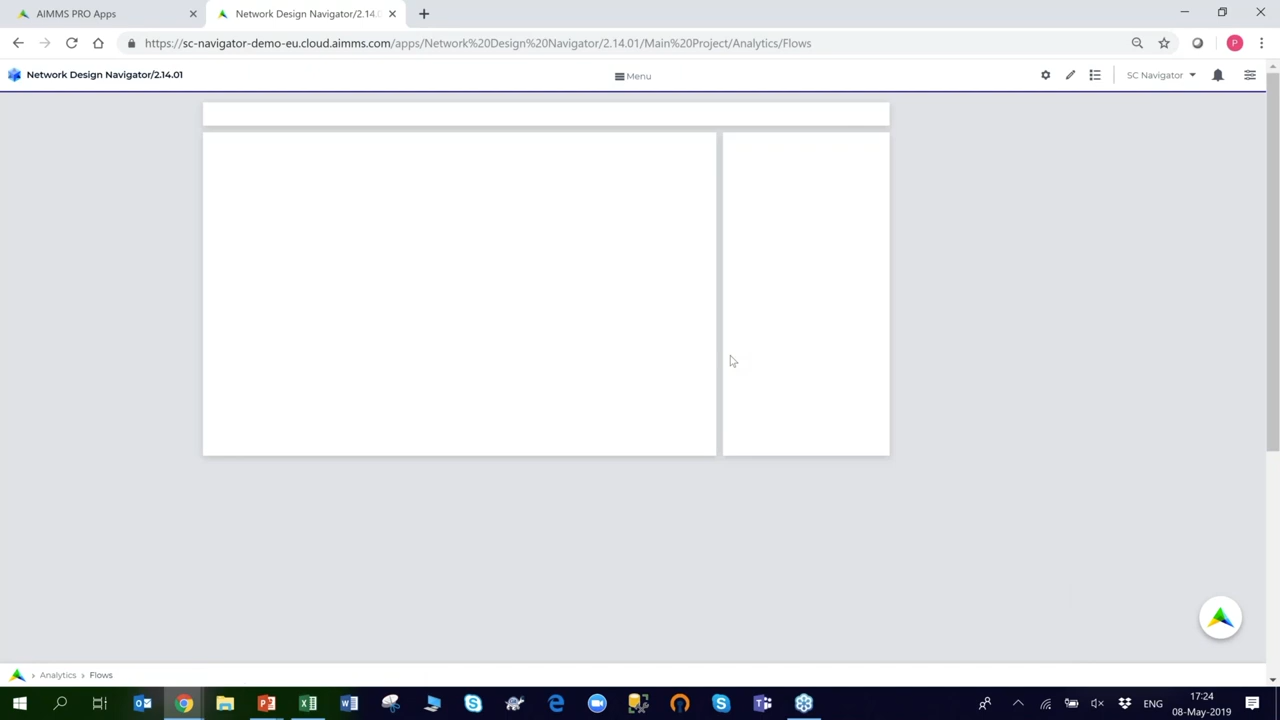 AIMMS PRO Apps
Network Design Navigator/2.14.0
https://sc-navigator-demo-eu.cloud.aimms.com/apps/Network%20Design%20Navigator/2.14.01/Main%20Project/Analytics/Flows
P
Network Design Navigator/2.14.01
Menu
SC Navigator
Analytics > Flows
ENG
17:24
08-May-2019